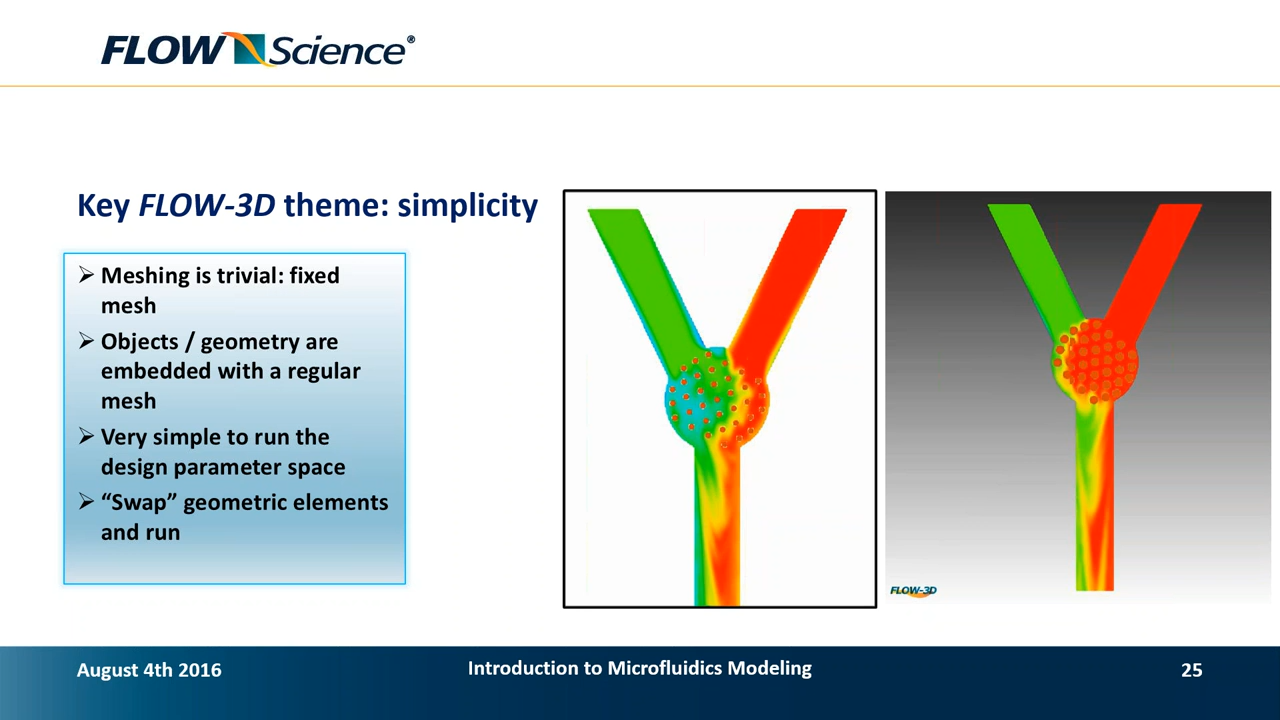 FLOW Science®
Key FLOW-3D theme: simplicity
➢ Meshing is trivial: fixed
mesh
➢ Objects / geometry are
embedded with a regular
mesh
➢ Very simple to run the
design parameter space
➢ “Swap” geometric elements
and run
FLOW-3D
August 4th 2016
Introduction to Microfluidics Modeling
25